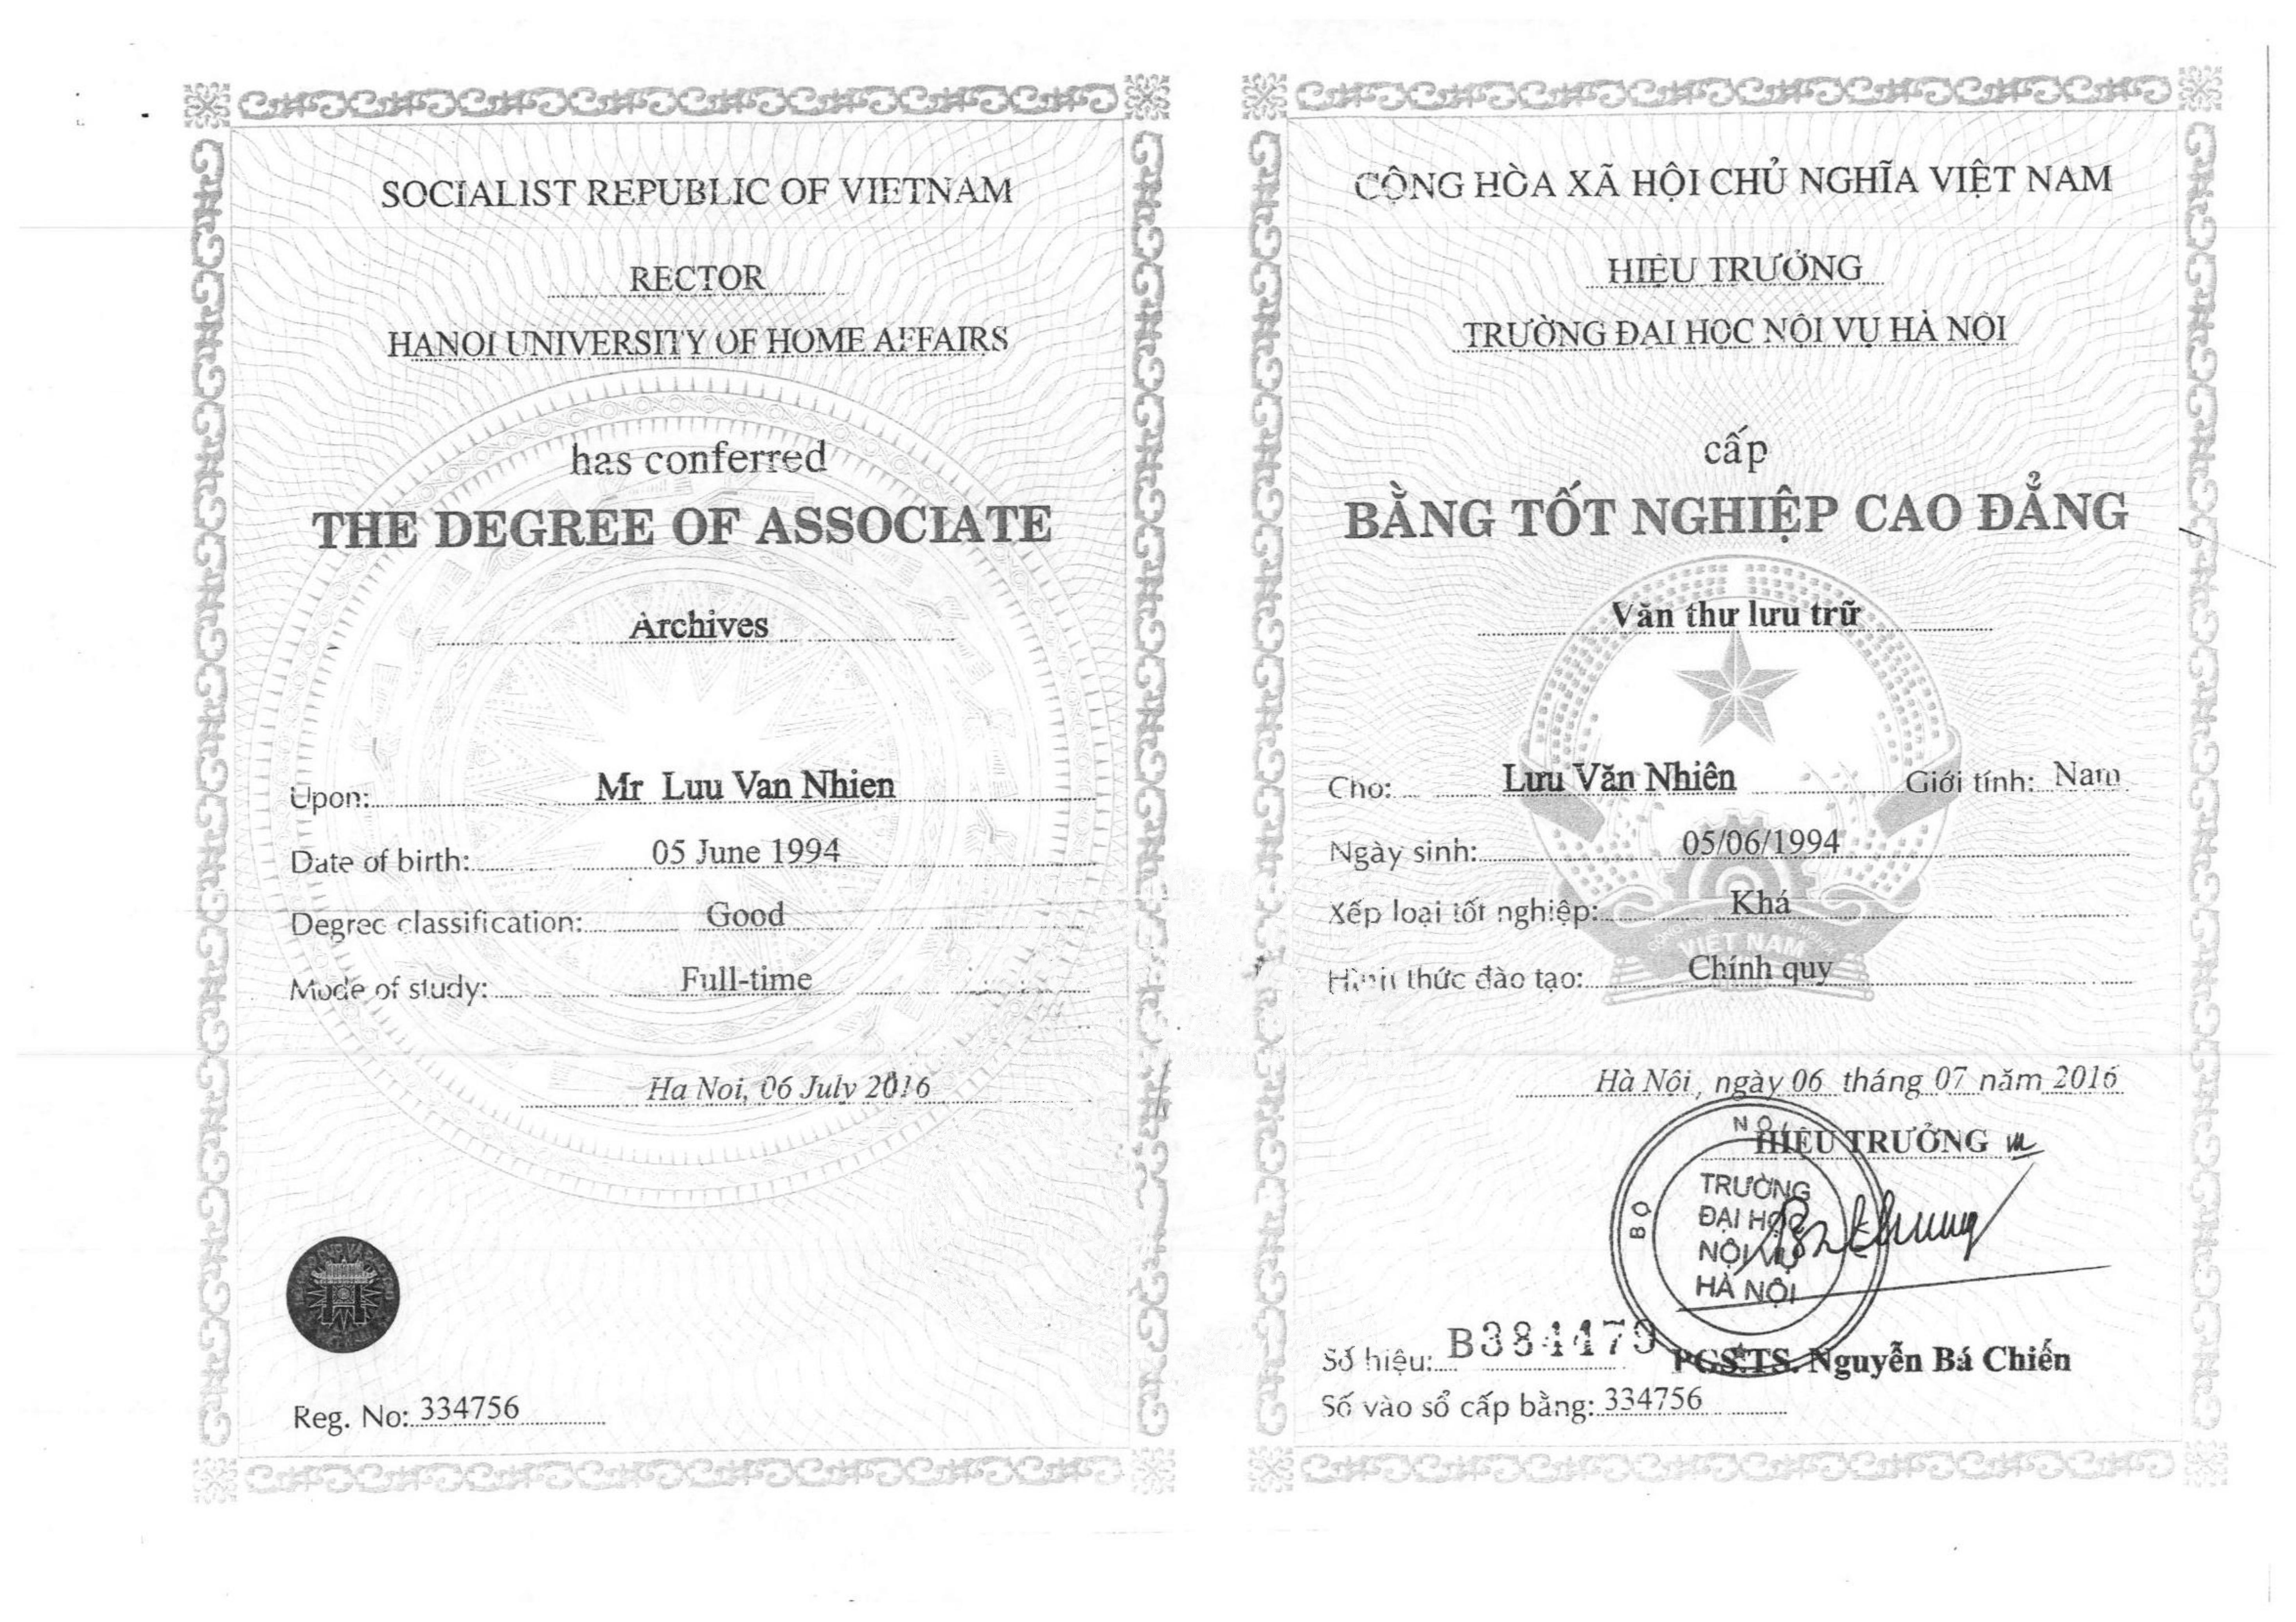 SOCIALIST REPUBLIC OF VIETNAM
RECTOR
HANOI UNIVERSITY OF HOME AFFAIRS
has conferred
THE DEGREE OF ASSOCIATE
Archives
Upon: Mr Luu Van Nhien
Date of birth: 05 June 1994
Degree classification: Good
Mode of study: Full-time
Ha Noi, 06 July 2016
Reg. No: 334756
CỘNG HÒA XÃ HỘI CHỦ NGHĨA VIỆT NAM
HIỆU TRƯỞNG
TRƯỜNG ĐẠI HỌC NỘI VỤ HÀ NỘI
cấp
BẰNG TỐT NGHIỆP CAO ĐẲNG
Văn thư lưu trữ
Cho: Lưu Văn Nhiên Giới tính: Nam
Ngày sinh: 05/06/1994
Xếp loại tốt nghiệp: Khá
VIỆT NAM
Hình thức đào tạo: Chính quy
Hà Nội, ngày 06 tháng 07 năm 2016
HIỆU TRƯỞNG
BỘ NỘI
TRƯỜNG
ĐẠI HỌC
NỘI VỤ
HÀ NỘI
Số hiệu: B384479
PGS.TS. Nguyễn Bá Chiến
Số vào sổ cấp bằng: 334756